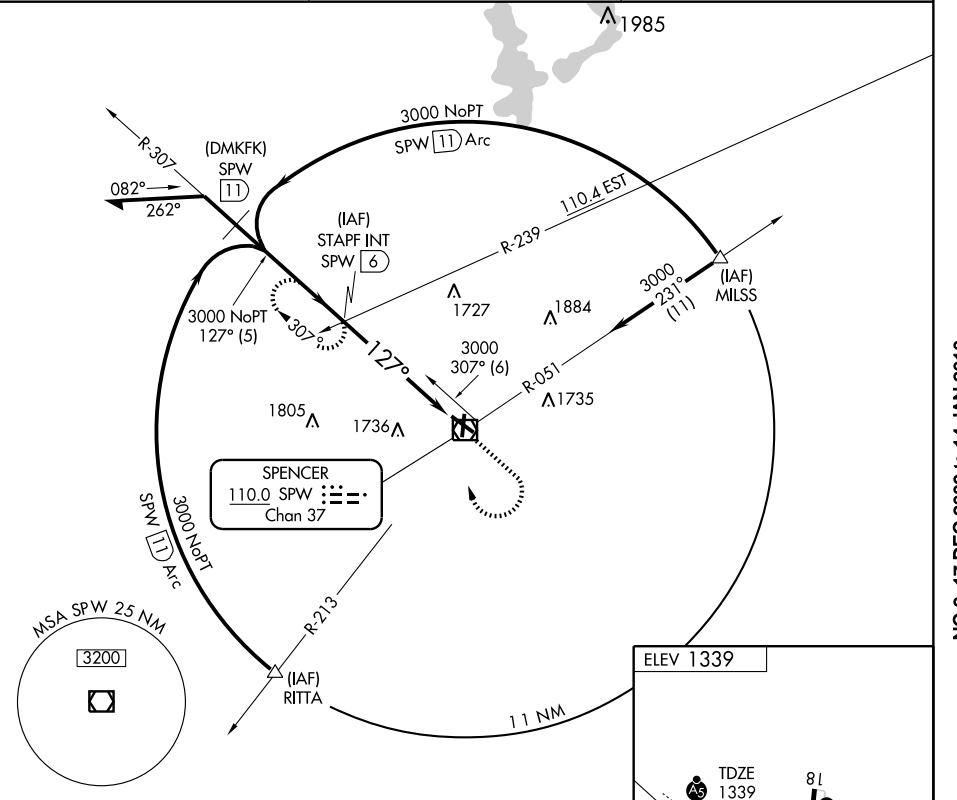 1985
3000 NoPT
SPW 11 Arc
R-307
(DMKFK)
SPW
11
082°
262°
(IAF)
STAPF INT
SPW 6
110.4 EST
R-239
3000
231°
(11)
(IAF)
MILSS
3000 NoPT
127° (5)
307°
127°
1727
1884
3000
307° (6)
R-051
1735
1805
1736
SPENCER
110.0 SPW
Chan 37
3000 NoPT
SPW 11 Arc
R-213
MSA SPW 25 NM
3200
(IAF)
RITTA
11 NM
ELEV 1339
A5
TDZE
1339
18